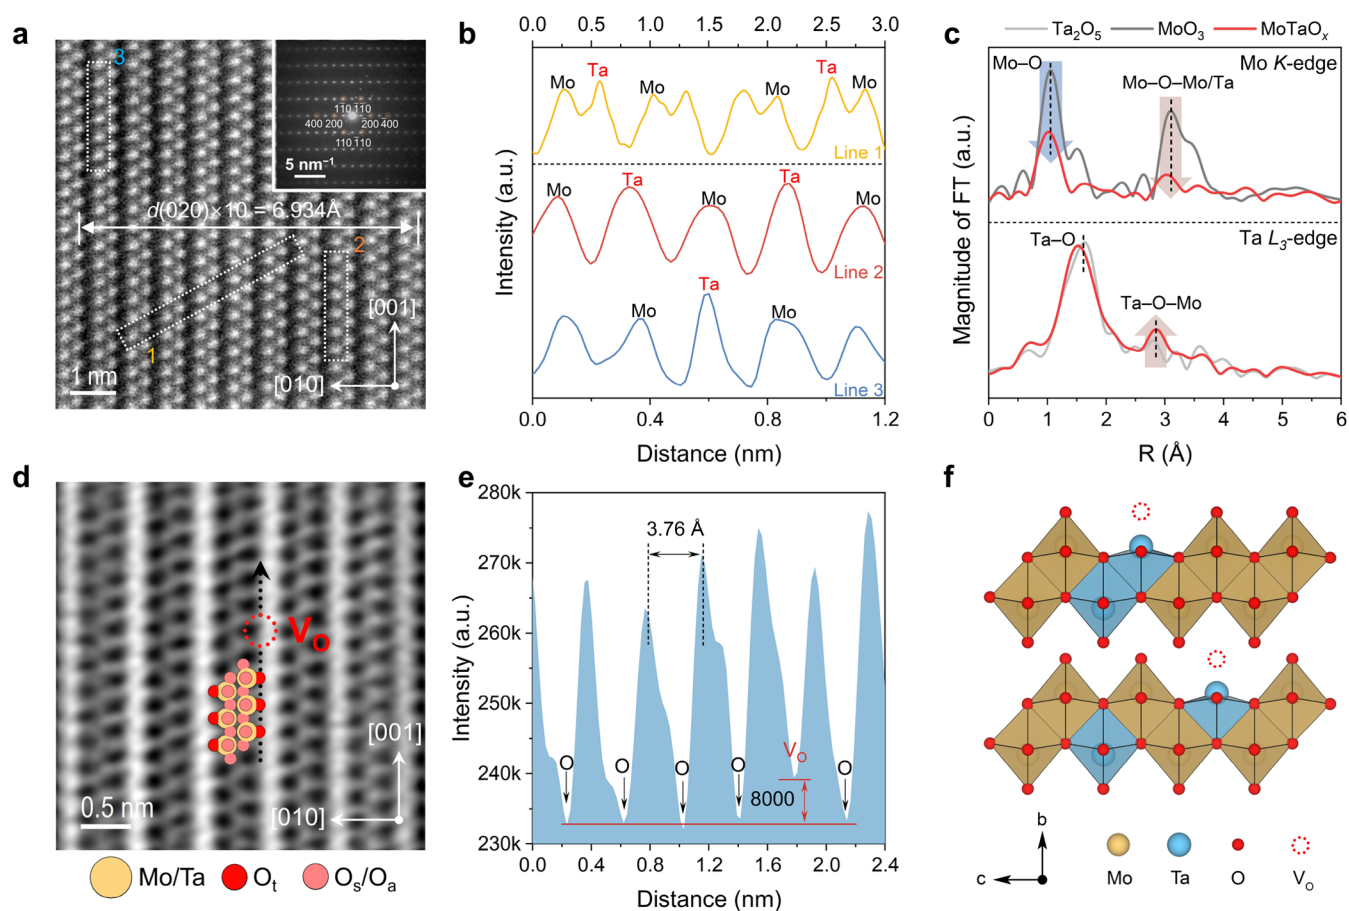 a
3
110 1̄10
400 200 200 400
110 1̄10
5 nm⁻¹
d(020)×10 = 6.934Å
2
[001]
1
[010]
1 nm
b
0.0 0.5 1.0 1.5 2.0 2.5 3.0
Mo Ta Mo Mo Ta Mo
Line 1
Mo Ta Mo Ta Mo
Line 2
Mo Ta Mo
Line 3
Intensity (a.u.)
0.0 0.4 0.8 1.2
Distance (nm)
c
Ta₂O₅ MoO₃ MoTaOₓ
Mo–O
Mo K-edge
Mo–O–Mo/Ta
Ta–O
Ta L₃-edge
Ta–O–Mo
Magnitude of FT (a.u.)
0 1 2 3 4 5 6
R (Å)
d
V_O
[001]
[010]
0.5 nm
Mo/Ta O_t O_s/O_a
e
280k
270k
260k
250k
240k
230k
3.76 Å
O O O O V_O O
8000
Intensity (a.u.)
0.0 0.4 0.8 1.2 1.6 2.0 2.4
Distance (nm)
f
b
c
Mo Ta O V_O